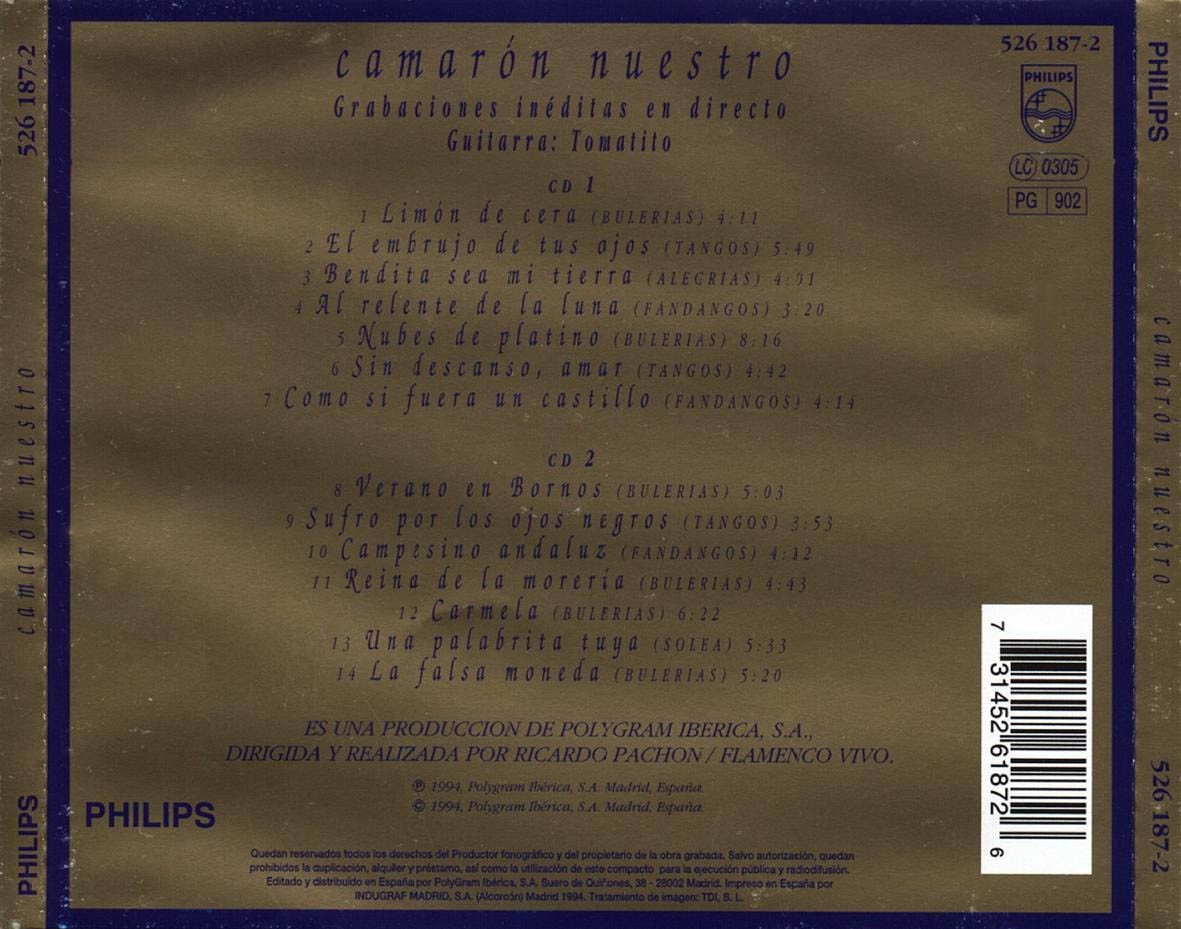 526 187-2
camarón nuestro
PHILIPS
camarón nuestro
Grabaciones inéditas en directo
Guitarra: Tomatito
526 187-2
PHILIPS
LC 0305
PG 902
CD 1
1 Limón de cera (BULERIAS) 4:11
2 El embrujo de tus ojos (TANGOS) 5:49
3 Bendita sea mi tierra (ALEGRIAS) 4:01
4 Al relente de la luna (FANDANGOS) 3:20
5 Nubes de platino (BULERIAS) 8:16
6 Sin descanso, amar (TANGOS) 4:42
7 Como si fuera un castillo (FANDANGOS) 4:14
CD 2
8 Verano en Bornos (BULERIAS) 5:03
9 Sufro por los ojos negros (TANGOS) 3:53
10 Campesino andaluz (FANDANGOS) 4:12
11 Reina de la morería (BULERIAS) 4:43
12 Carmela (BULERIAS) 6:22
13 Una palabrita tuya (SOLEA) 5:33
14 La falsa moneda (BULERIAS) 5:20
ES UNA PRODUCCION DE POLYGRAM IBERICA, S.A.,
DIRIGIDA Y REALIZADA POR RICARDO PACHON / FLAMENCO VIVO.
℗ 1994, Polygram Ibérica, S.A. Madrid, España.
© 1994, Polygram Ibérica, S.A. Madrid, España.
PHILIPS
Quedan reservados todos los derechos del Productor fonográfico y del propietario de la obra grabada. Salvo autorización, quedan
prohibidos la duplicación, alquiler y préstamo, así como la utilización de este compacto para la ejecución pública y radiodifusión.
Editado y distribuído en España por PolyGram Ibérica, S.A. Suero de Quiñones, 38 - 28002 Madrid. Impreso en España por
INDUGRAF MADRID, S.A. (Alcorcón) Madrid 1994. Tratamiento de imagen: TDI, S. L.
7 31452 61872 6
PHILIPS
camarón nuestro
526 187-2